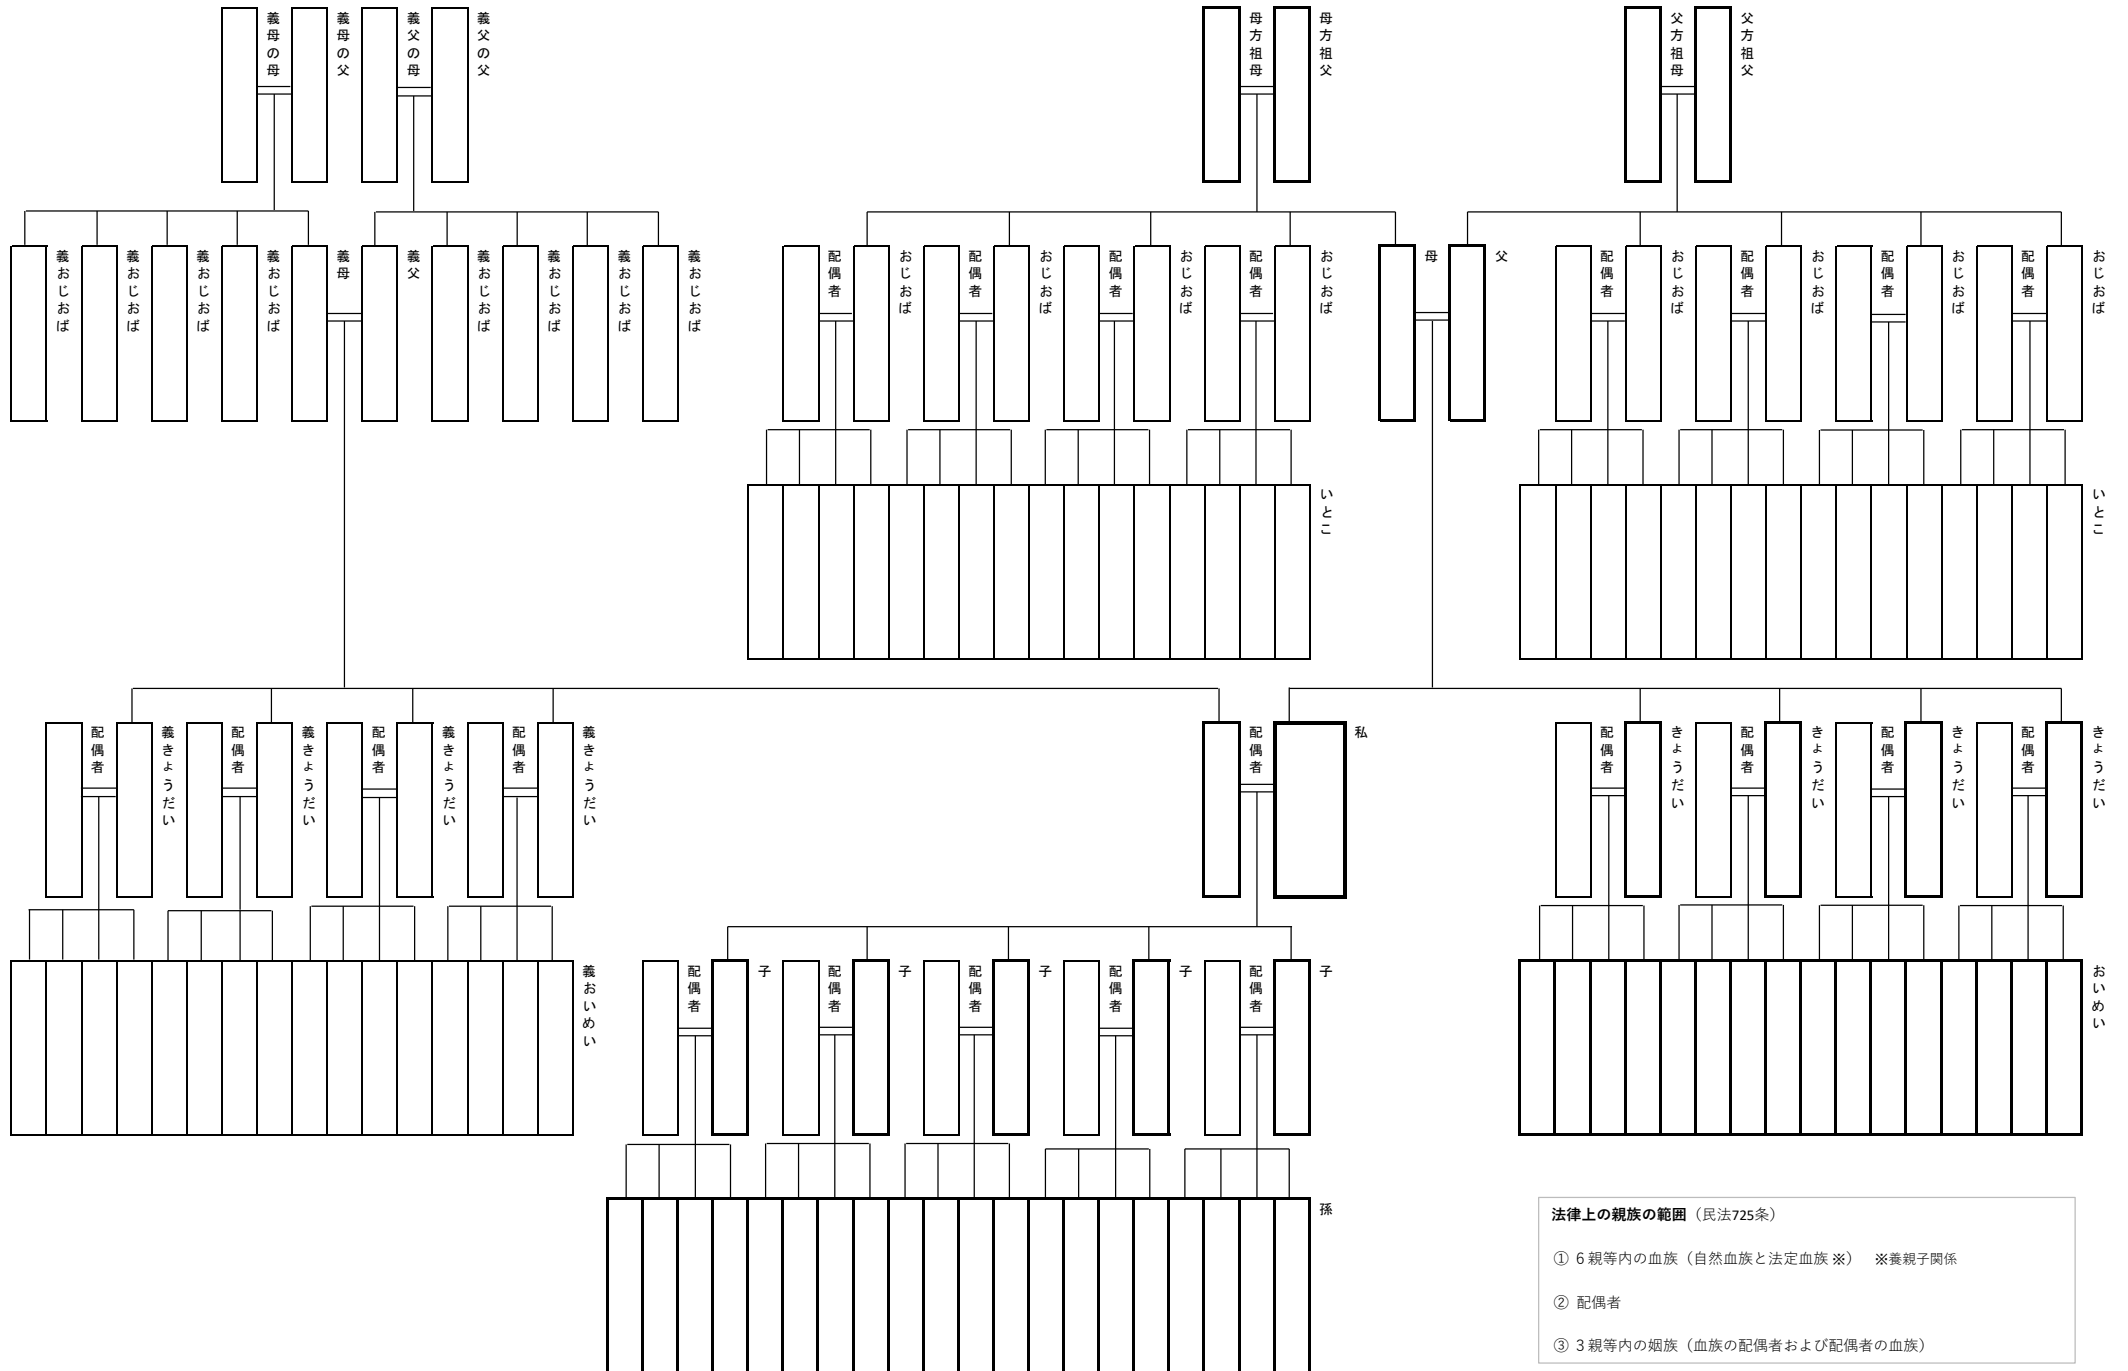 義母の母
義母の父
義父の母
義父の父
母方祖母
母方祖父
父方祖母
父方祖父
義おじおば
義おじおば
義おじおば
義おじおば
義母
義父
義おじおば
義おじおば
義おじおば
義おじおば
配偶者
おじおば
配偶者
おじおば
配偶者
おじおば
配偶者
おじおば
母
父
配偶者
おじおば
配偶者
おじおば
配偶者
おじおば
配偶者
おじおば
いとこ
いとこ
配偶者
義きょうだい
配偶者
義きょうだい
配偶者
義きょうだい
配偶者
義きょうだい
配偶者
私
配偶者
きょうだい
配偶者
きょうだい
配偶者
きょうだい
配偶者
きょうだい
義おいめい
配偶者
子
配偶者
子
配偶者
子
配偶者
子
配偶者
子
おいめい
孫
法律上の親族の範囲（民法725条）
① 6 親等内の血族（自然血族と法定血族 ※）　※養親子関係
② 配偶者
③ 3 親等内の姻族（血族の配偶者および配偶者の血族）